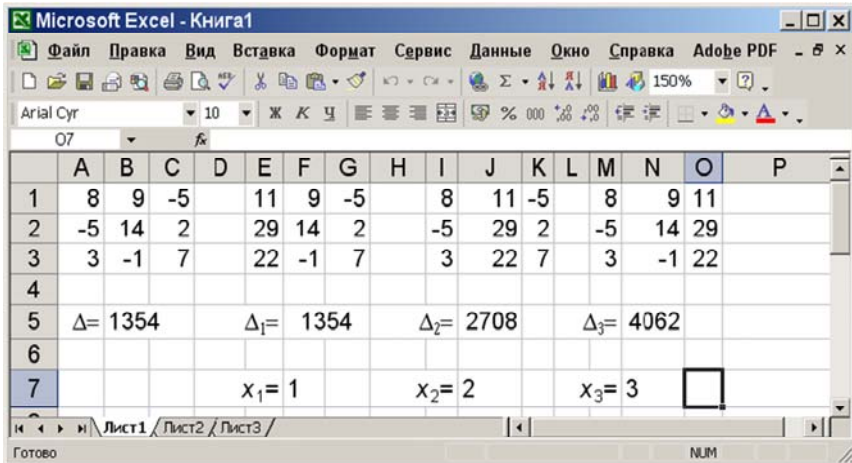 Microsoft Excel - Книга1
Файл Правка Вид Вставка Формат Сервис Данные Окно Справка Adobe PDF
150%
Arial Cyr 10 Ж К Ч % 000
O7 fx
A B C D E F G H I J K L M N O P
1 8 9 -5 11 9 -5 8 11 -5 8 9 11
2 -5 14 2 29 14 2 -5 29 2 -5 14 29
3 3 -1 7 22 -1 7 3 22 7 3 -1 22
4
5 Δ= 1354 Δ₁= 1354 Δ₂= 2708 Δ₃= 4062
6
7 x₁= 1 x₂= 2 x₃= 3
Лист1 Лист2 Лист3
Готово NUM